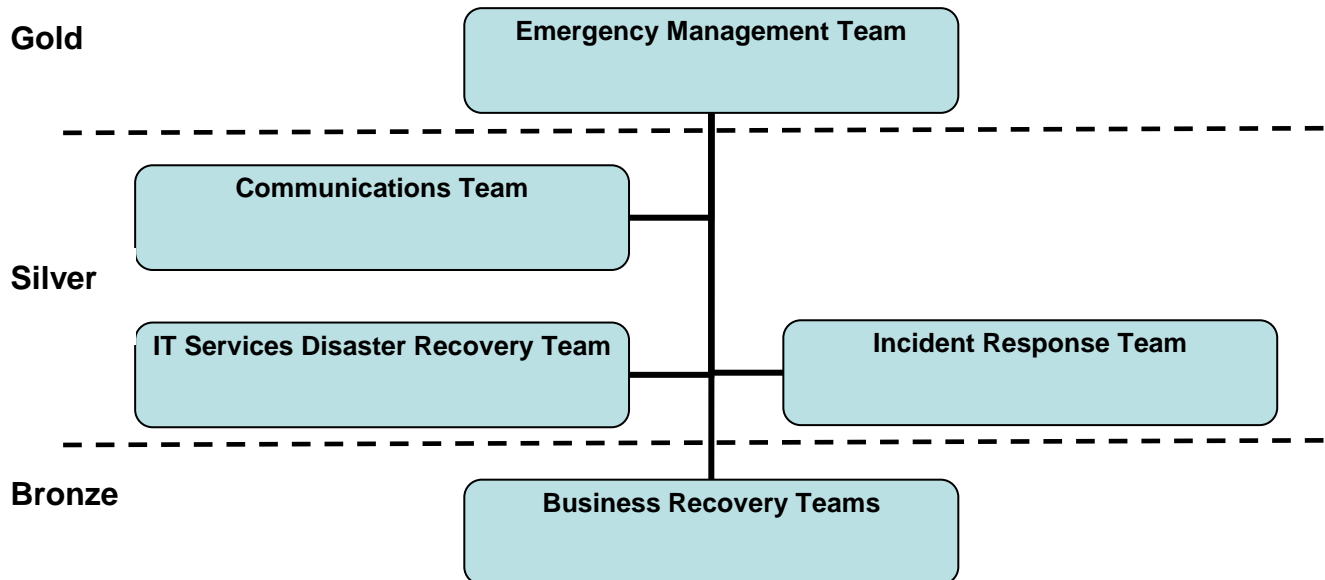 Gold
Emergency Management Team
Communications Team
Silver
IT Services Disaster Recovery Team
Incident Response Team
Bronze
Business Recovery Teams